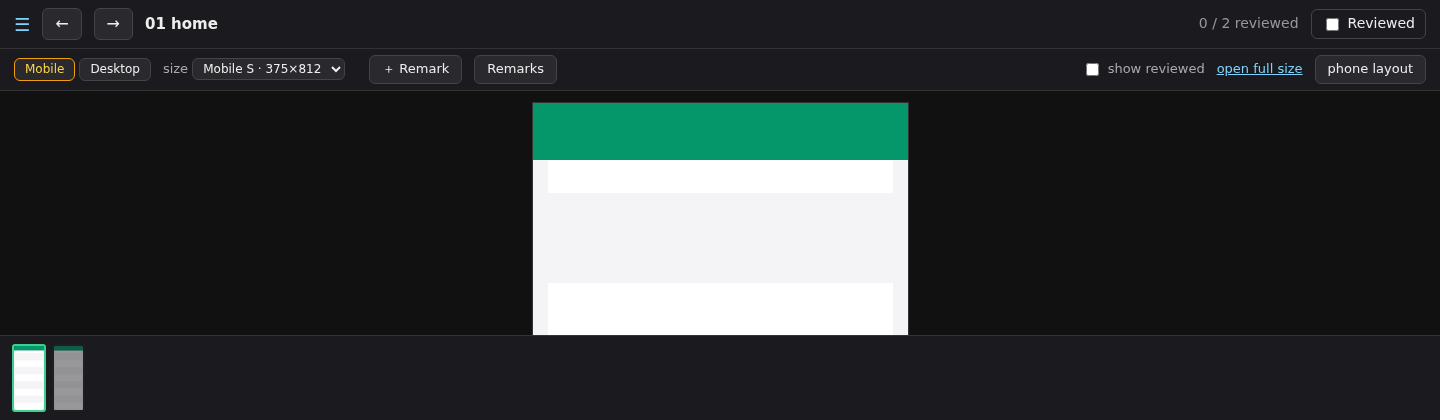 ☰ ← → 01 home 0 / 2 reviewed Reviewed
Mobile Desktop size Mobile S · 375×812 + Remark Remarks show reviewed open full size phone layout